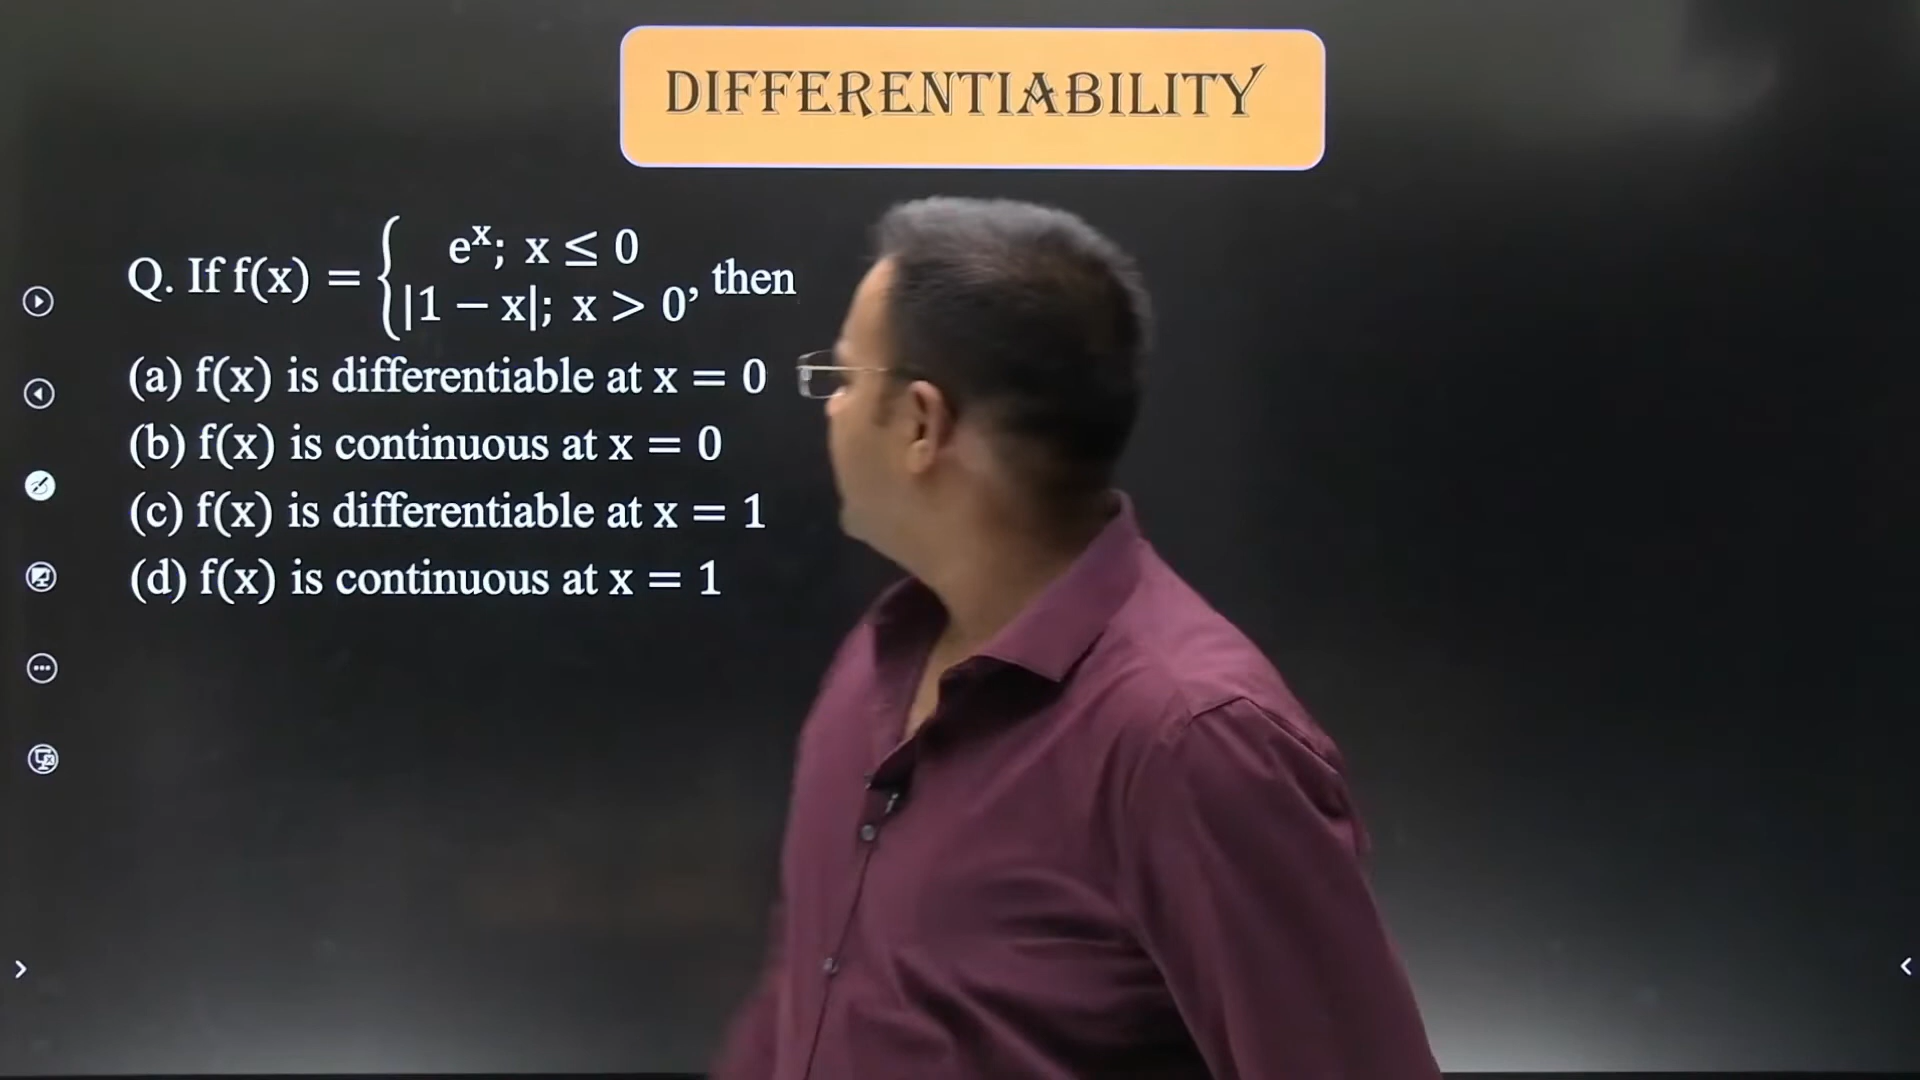 DIFFERENTIABILITY
Q. If f(x) = { eˣ; x ≤ 0
|1 − x|; x > 0 , then
(a) f(x) is differentiable at x = 0
(b) f(x) is continuous at x = 0
(c) f(x) is differentiable at x = 1
(d) f(x) is continuous at x = 1